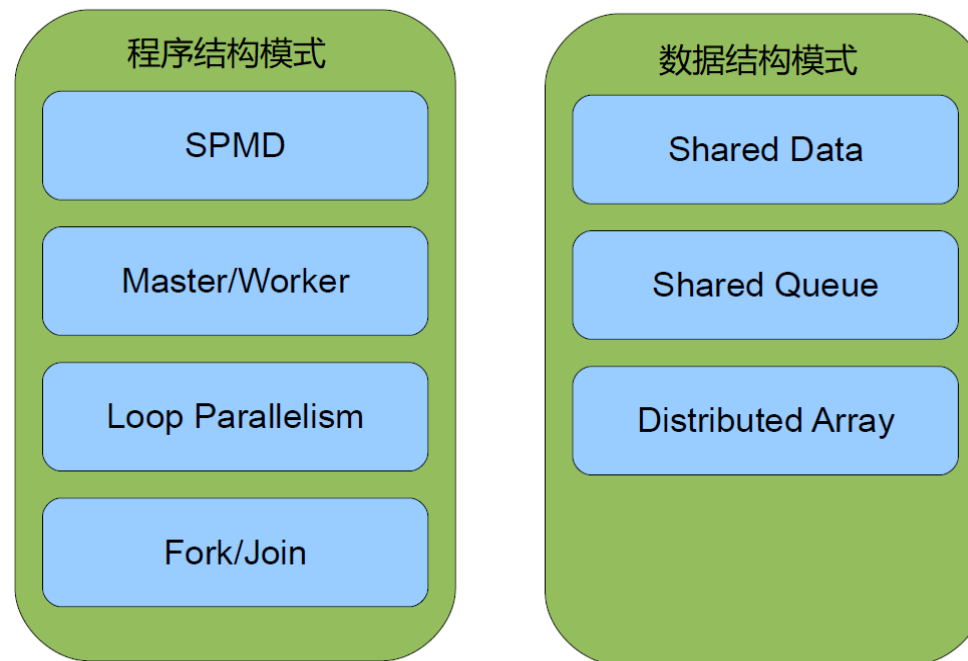 程序结构模式
SPMD
Master/Worker
Loop Parallelism
Fork/Join
数据结构模式
Shared Data
Shared Queue
Distributed Array